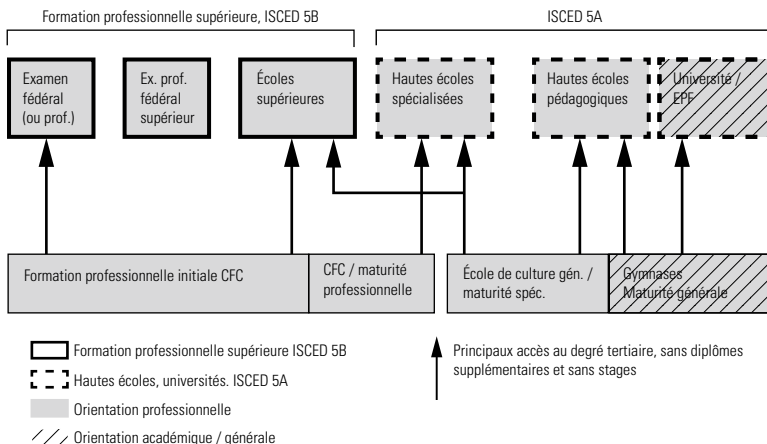 Formation professionnelle supérieure, ISCED 5B
ISCED 5A
Examen
fédéral
(ou prof.)
Ex. prof.
fédéral
supérieur
Écoles
supérieures
Hautes écoles
spécialisées
Hautes écoles
pédagogiques
Université /
EPF
Formation professionnelle initiale CFC
CFC / maturité
professionnelle
École de culture gén. /
maturité spéc.
Gymnases
Maturité générale
Formation professionnelle supérieure ISCED 5B
Hautes écoles, universités. ISCED 5A
Orientation professionnelle
Orientation académique / générale
Principaux accès au degré tertiaire, sans diplômes
supplémentaires et sans stages